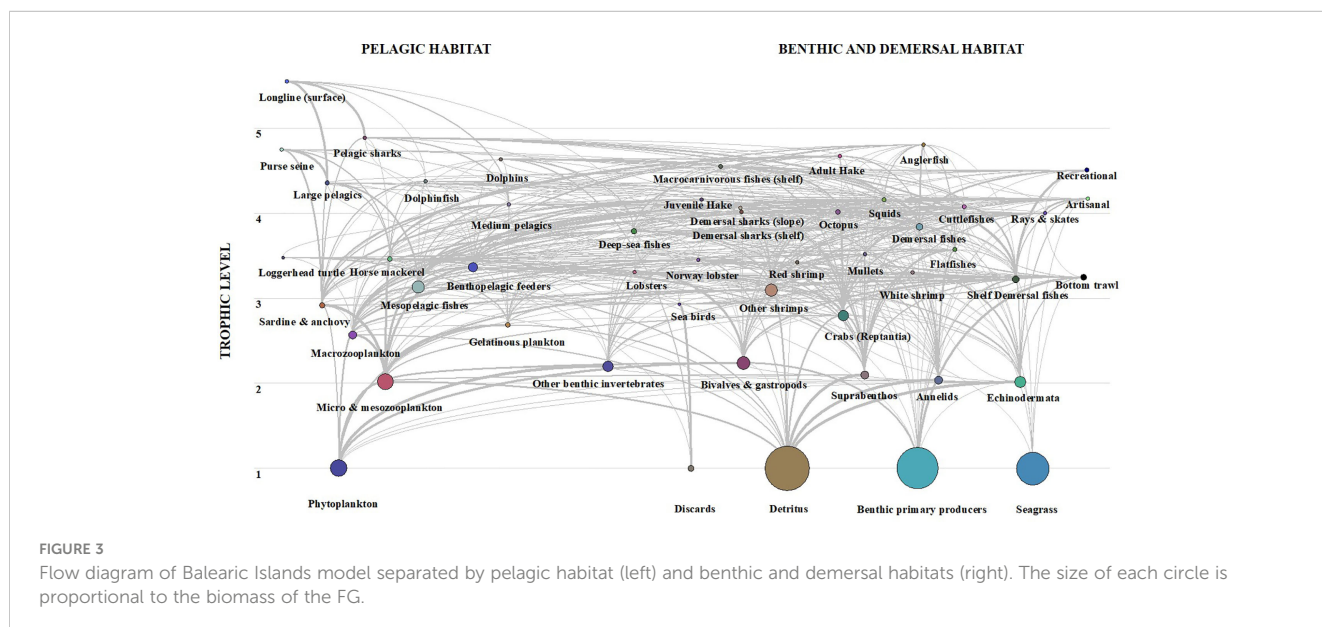 PELAGIC HABITAT
BENTHIC AND DEMERSAL HABITAT
TROPHIC LEVEL
Longline (surface)
5
Pelagic sharks
Anglerfish
Purse seine
Dolphins
Adult Hake
Macrocarnivorous fishes (shelf)
Recreational
Large pelagics
Dolphinfish
Juvenile Hake
Artisanal
4
Medium pelagics
Demersal sharks (slope)
Octopus
Squids
Cuttlefishes
Rays & skates
Demersal sharks (shelf)
Deep-sea fishes
Demersal fishes
Loggerhead turtle
Horse mackerel
Norway lobster
Red shrimp
Mullets
Flatfishes
Benthopelagic feeders
Lobsters
Bottom trawl
3
Mesopelagic fishes
White shrimp
Shelf Demersal fishes
Other shrimps
Sardine & anchovy
Sea birds
Macrozooplankton
Gelatinous plankton
Crabs (Reptantia)
2
Other benthic invertebrates
Bivalves & gastropods
Suprabenthos
Annelids
Echinodermata
Micro & mesozooplankton
1
Phytoplankton
Discards
Detritus
Benthic primary producers
Seagrass
FIGURE 3
Flow diagram of Balearic Islands model separated by pelagic habitat (left) and benthic and demersal habitats (right). The size of each circle is
proportional to the biomass of the FG.